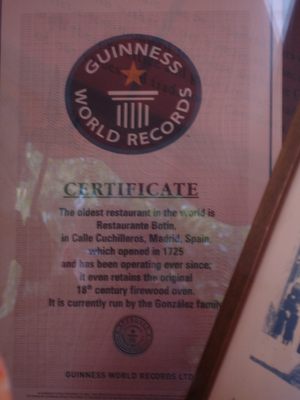 GUINNESS
WORLD RECORDS
CERTIFICATE
The oldest restaurant in the world is
Restaurante Botín,
in Calle Cuchilleros, Madrid, Spain,
which opened in 1725
and has been operating ever since;
it even retains the original
18th century firewood oven.
It is currently run by the González family
GUINNESS WORLD RECORDS LTD